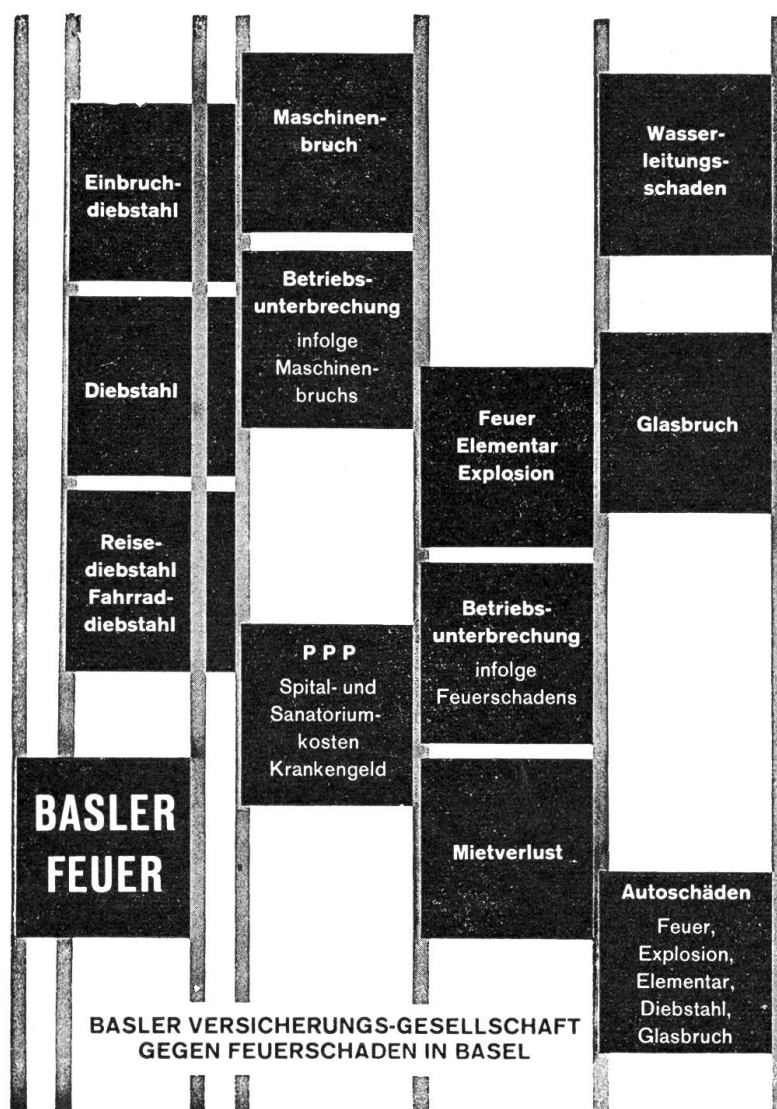 Einbruch-
diebstahl
Diebstahl
Reise-
diebstahl
Fahrrad-
diebstahl
BASLER
FEUER
Maschinen-
bruch
Betriebs-
unterbrechung
infolge
Maschinen-
bruchs
P P P
Spital- und
Sanatorium-
kosten
Krankengeld
Feuer
Elementar
Explosion
Betriebs-
unterbrechung
infolge
Feuerschadens
Mietverlust
Wasser-
leitungs-
schaden
Glasbruch
Autoschäden
Feuer,
Explosion,
Elementar,
Diebstahl,
Glasbruch
BASLER VERSICHERUNGS-GESELLSCHAFT
GEGEN FEUERSCHADEN IN BASEL